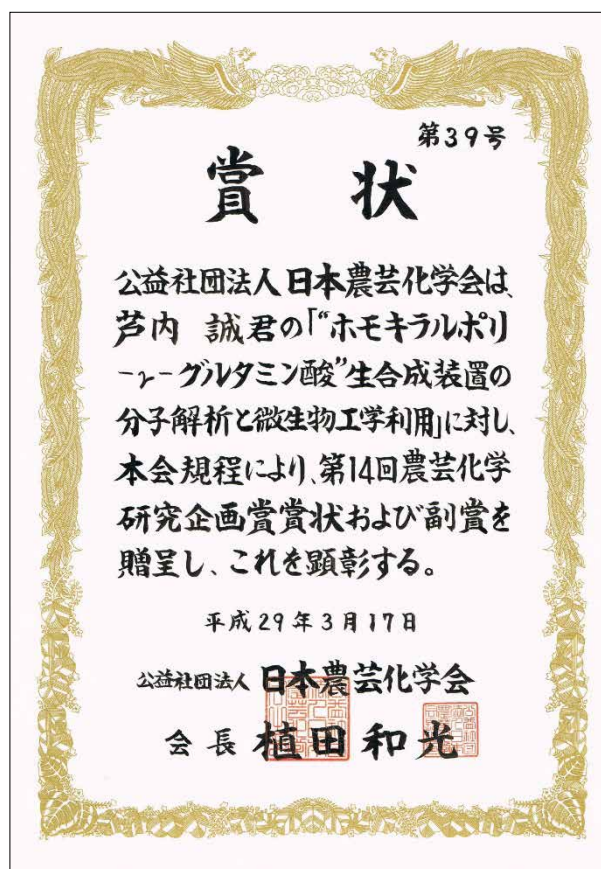 第39号
賞 状
公益社団法人日本農芸化学会は、
芦内 誠君の「“ホモキラルポリ
-γ-グルタミン酸”生合成装置の
分子解析と微生物工学利用」に対し、
本会規程により、第14回農芸化学
研究企画賞賞状および副賞を
贈呈し、これを顕彰する。
平成29年3月17日
公益社団法人 日本農芸化学会
会長 植田和光